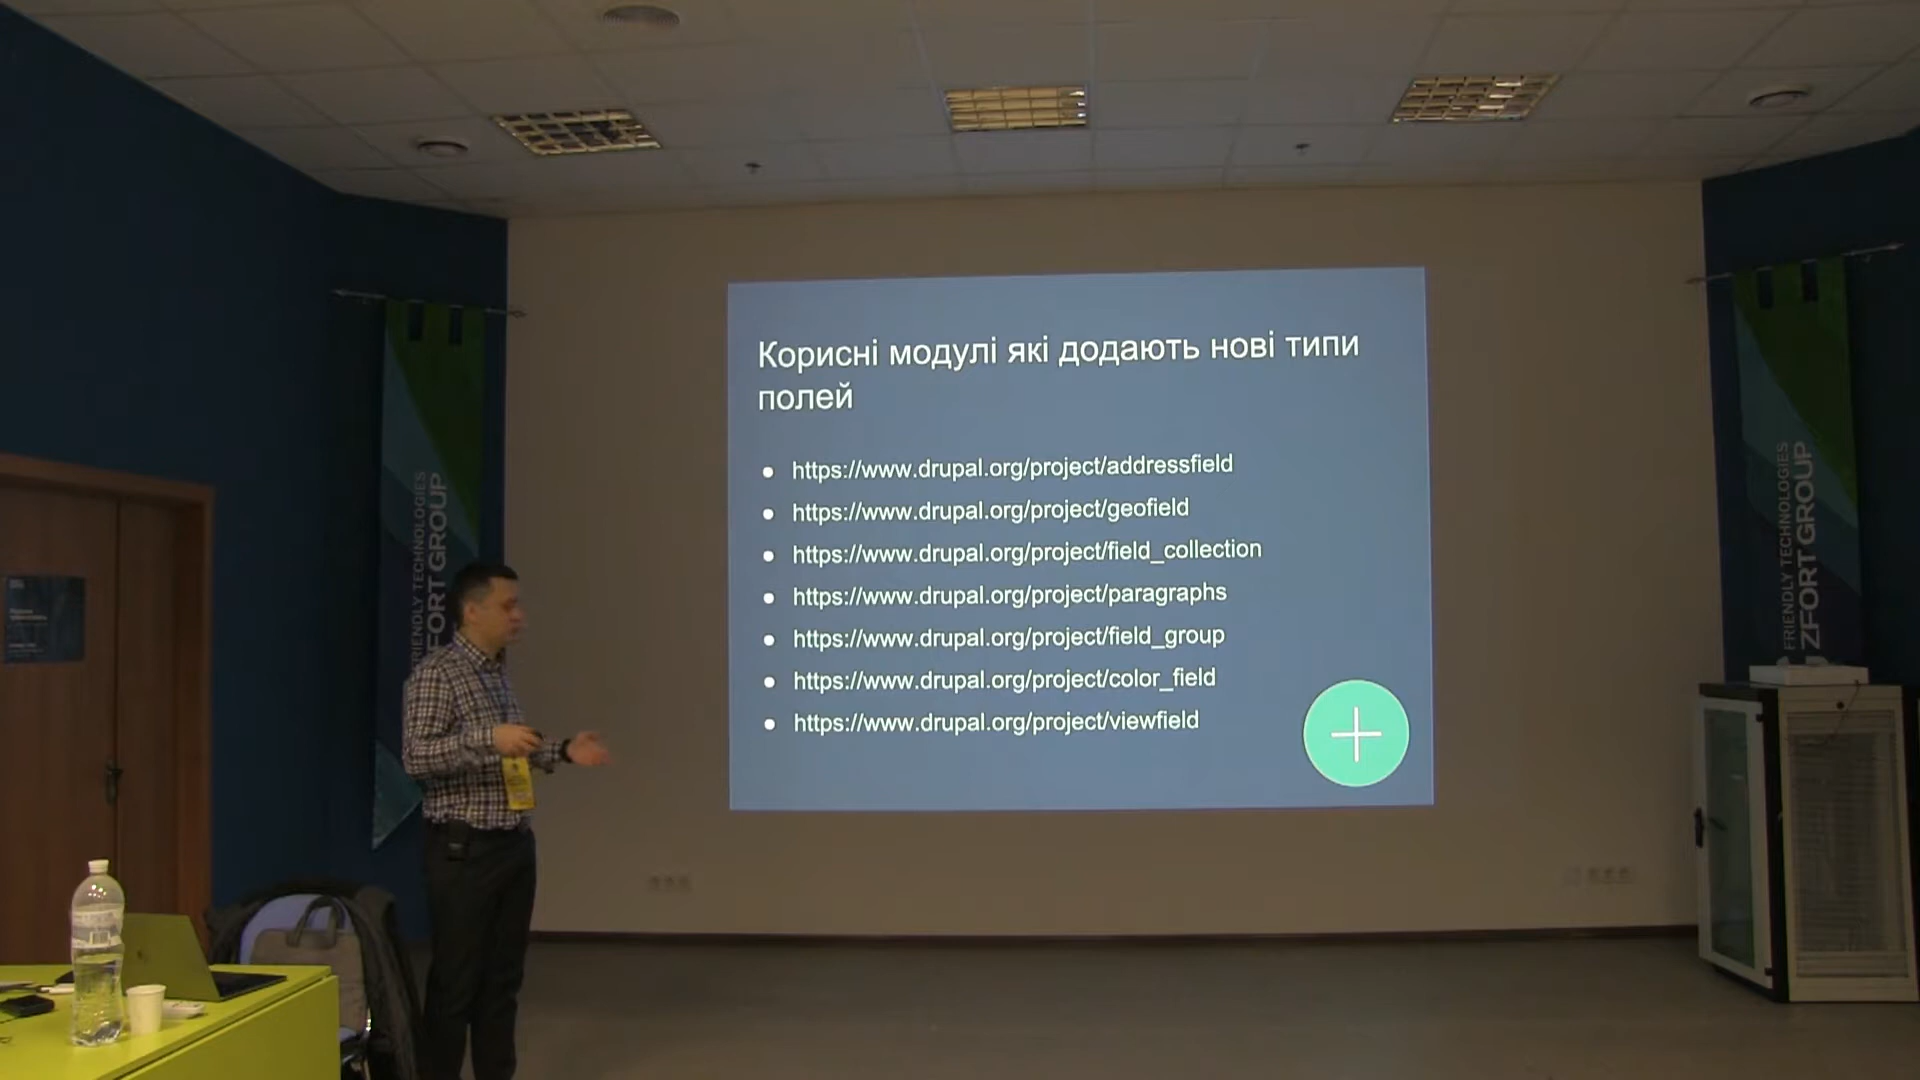 Корисні модулі які додають нові типи
полей
https://www.drupal.org/project/addressfield
https://www.drupal.org/project/geofield
https://www.drupal.org/project/field_collection
https://www.drupal.org/project/paragraphs
https://www.drupal.org/project/field_group
https://www.drupal.org/project/color_field
https://www.drupal.org/project/viewfield
FRIENDLY TECHNOLOGIES
ZFORT GROUP
FRIENDLY TECHNOLOGIES
ZFORT GROUP